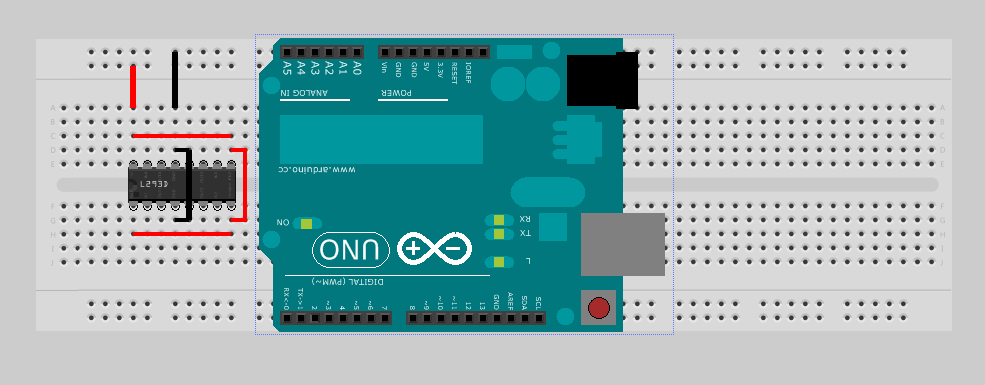 A5 A4 A3 A2 A1 A0
Vin GND GND 5V 3.3V RESET IOREF
ANALOG IN
POWER
A
B
C
D
E
A
B
C
D
E
www.arduino.cc
L293
ON
RX
TX
L
UNO
DIGITAL (PWM~)
F
G
H
I
J
F
G
H
I
J
RX<-0 TX->1 2 ~3 4 ~5 ~6 7 8 ~9 ~10 ~11 12 13 GND AREF SDA SCL